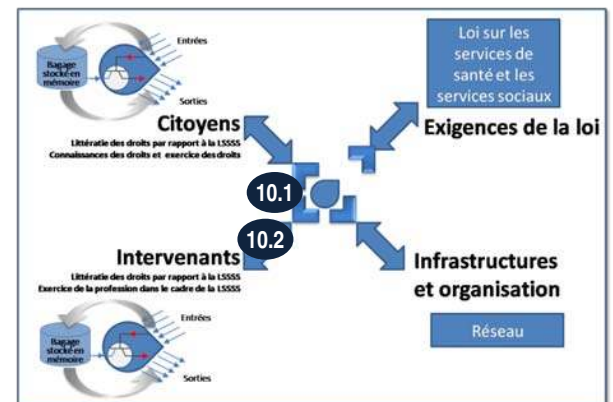 Entrées
Bagage
stocké en
mémoire
Sorties
Citoyens
Littératie des droits par rapport à la LSSSS
Connaissances des droits et exercice des droits
Loi sur les
services de
santé et les
services sociaux
Exigences de la loi
10.1
10.2
Intervenants
Littératie des droits par rapport à la LSSSS
Exercice de la profession dans le cadre de la LSSSS
Entrées
Bagage
stocké en
mémoire
Sorties
Infrastructures
et organisation
Réseau